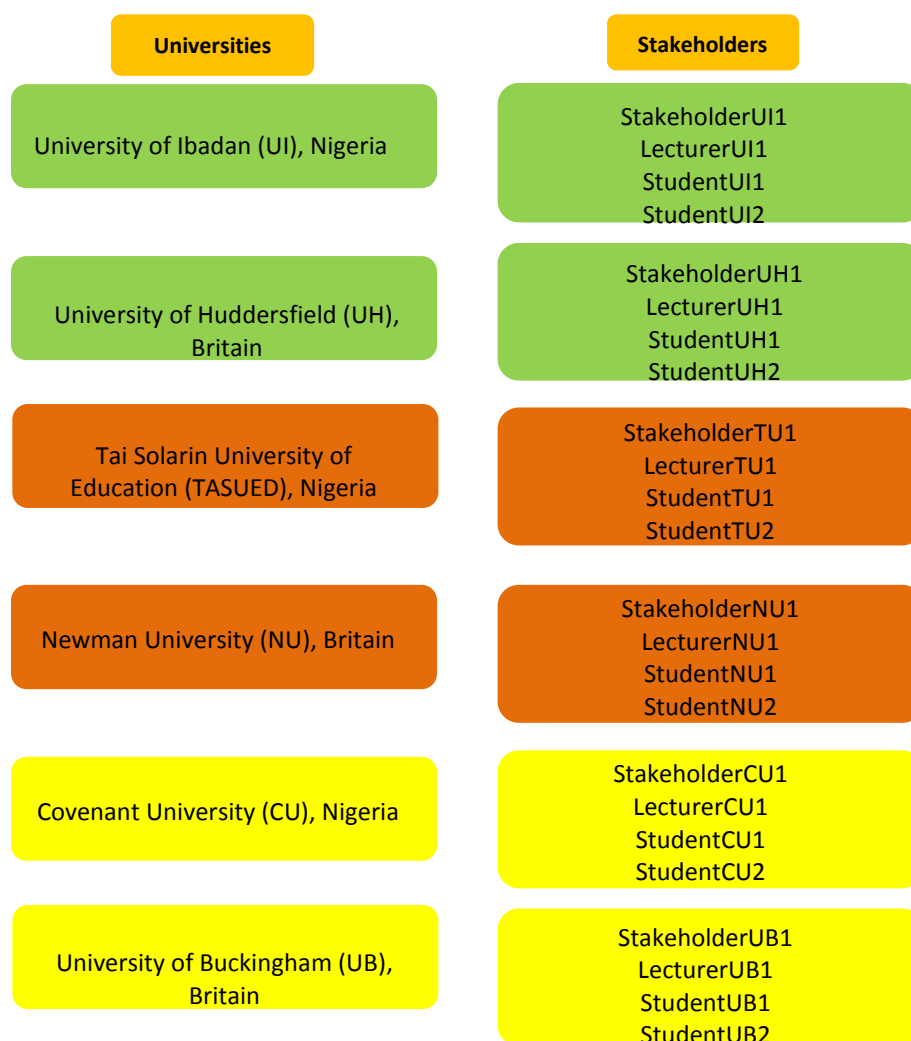 Universities
Stakeholders
University of Ibadan (UI), Nigeria
StakeholderUI1
LecturerUI1
StudentUI1
StudentUI2
University of Huddersfield (UH),
Britain
StakeholderUH1
LecturerUH1
StudentUH1
StudentUH2
Tai Solarin University of
Education (TASUED), Nigeria
StakeholderTU1
LecturerTU1
StudentTU1
StudentTU2
Newman University (NU), Britain
StakeholderNU1
LecturerNU1
StudentNU1
StudentNU2
Covenant University (CU), Nigeria
StakeholderCU1
LecturerCU1
StudentCU1
StudentCU2
University of Buckingham (UB),
Britain
StakeholderUB1
LecturerUB1
StudentUB1
StudentUB2